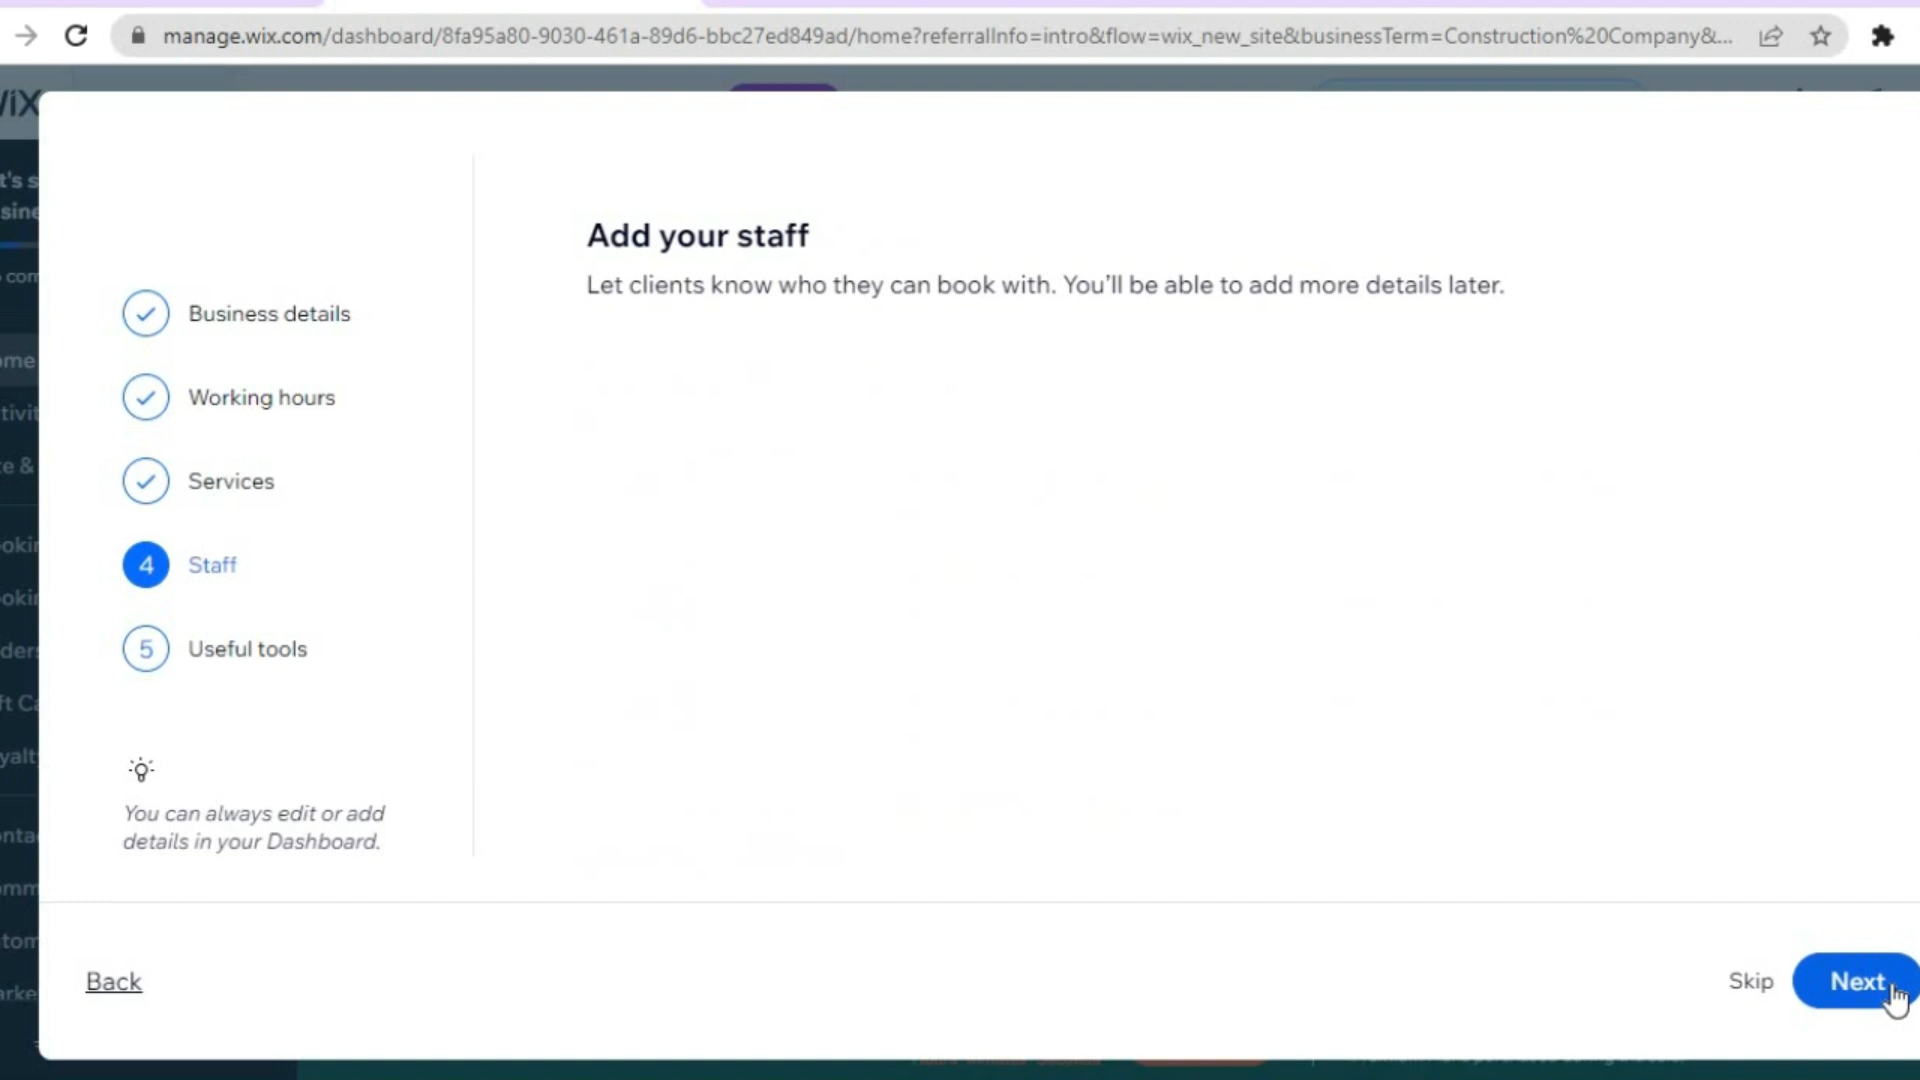 manage.wix.com/dashboard/8fa95a80-9030-461a-89d6-bbc27ed849ad/home?referralInfo=intro&flow=wix_new_site&businessTerm=Construction%20Company&...
Add your staff
Let clients know who they can book with. You'll be able to add more details later.
Business details
Working hours
Services
4 Staff
5 Useful tools
You can always edit or add
details in your Dashboard.
Back
Skip
Next